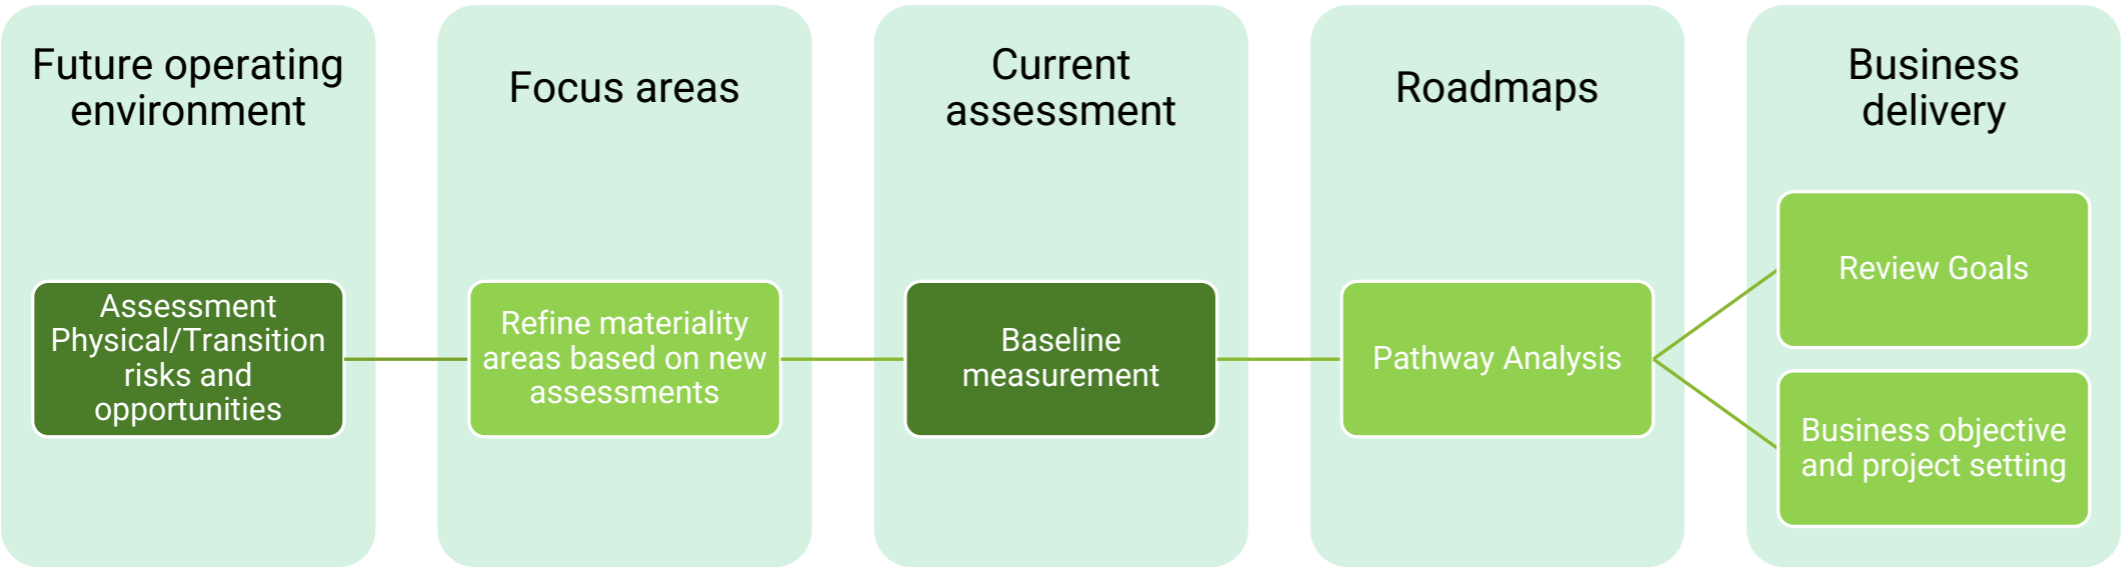 Future operating
environment
Assessment
Physical/Transition
risks and
opportunities
Focus areas
Refine materiality
areas based on new
assessments
Current
assessment
Baseline
measurement
Roadmaps
Pathway Analysis
Business
delivery
Review Goals
Business objective
and project setting